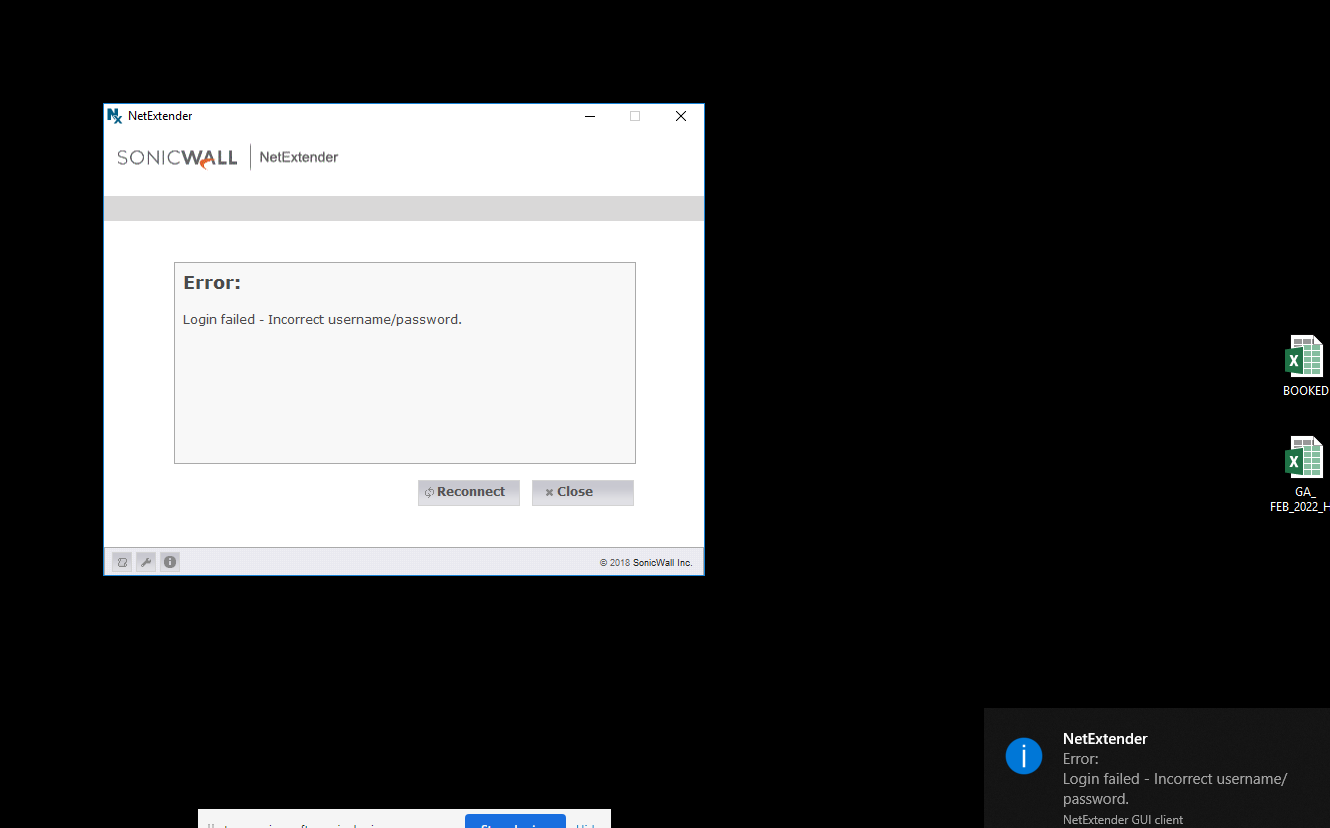 NetExtender
SONICWALL NetExtender
Error:
Login failed - Incorrect username/password.
Reconnect
Close
© 2018 SonicWall Inc.
BOOKED
GA_
FEB_2022_H
NetExtender
Error:
Login failed - Incorrect username/
password.
NetExtender GUI client